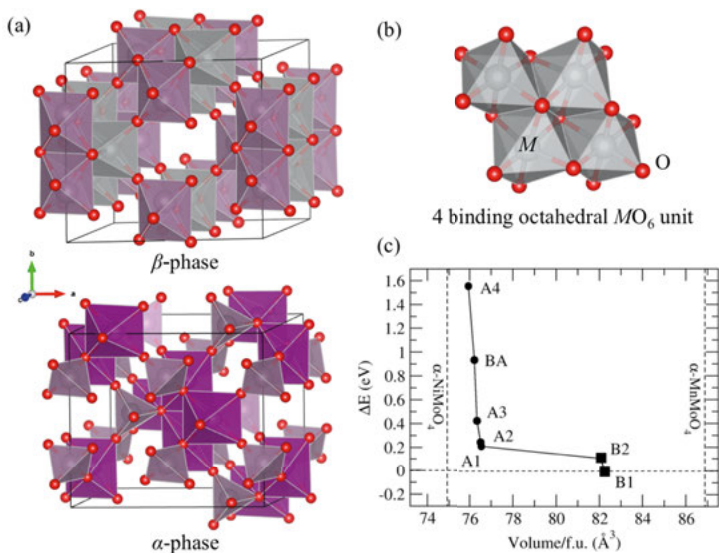 (a)
β-phase
b
c
a
α-phase
(b)
M
O
4 binding octahedral MO₆ unit
(c)
ΔE (eV)
1.6
1.4
1.2
1
0.8
0.6
0.4
0.2
0
-0.2
A4
BA
A3
A2
A1
B2
B1
α-NiMoO₄
α-MnMoO₄
74 76 78 80 82 84 86
Volume/f.u. (Å³)